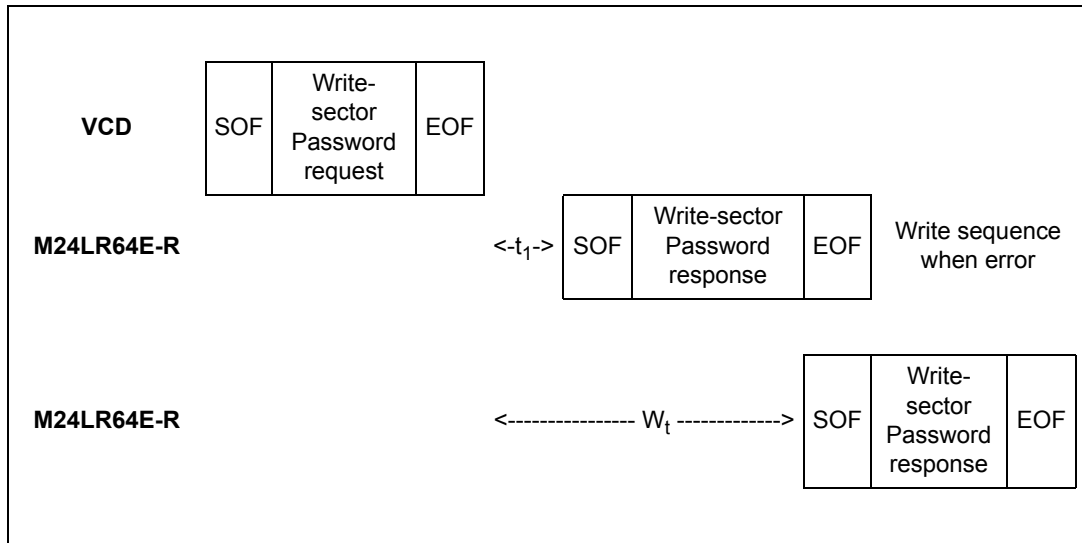 VCD
SOF
Write-
sector
Password
request
EOF
M24LR64E-R
<-t₁->
SOF
Write-sector
Password
response
EOF
Write sequence
when error
M24LR64E-R
<---------------- Wₜ ------------->
SOF
Write-
sector
Password
response
EOF